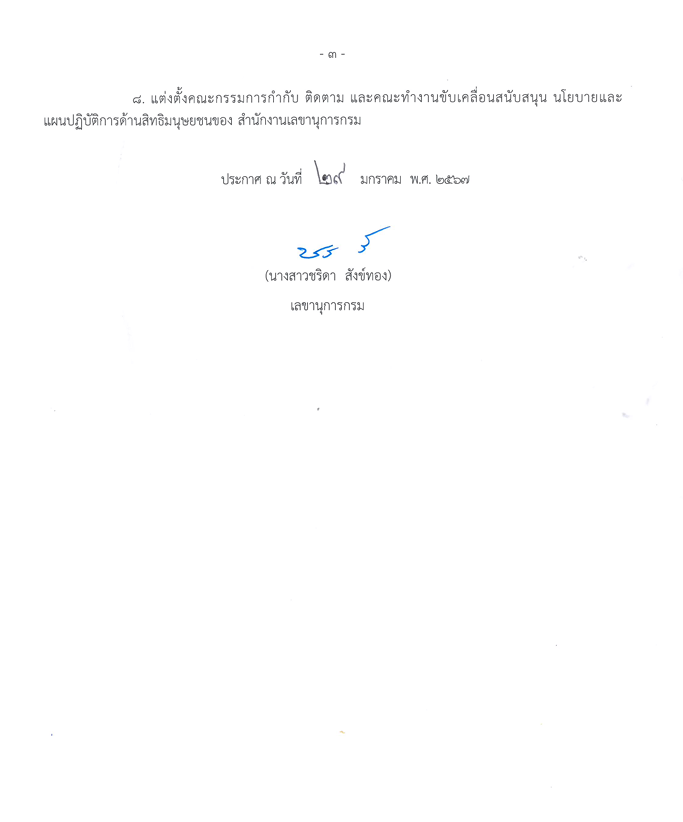 - ๓ -
๘. แต่งตั้งคณะกรรมการกำกับ ติดตาม และคณะทำงานขับเคลื่อนสนับสนุน นโยบายและ
แผนปฏิบัติการด้านสิทธิมนุษยชนของ สำนักงานเลขานุการกรม
ประกาศ ณ วันที่ ๒๙ มกราคม พ.ศ. ๒๕๖๗
(นางสาวชริดา สังข์ทอง)
เลขานุการกรม